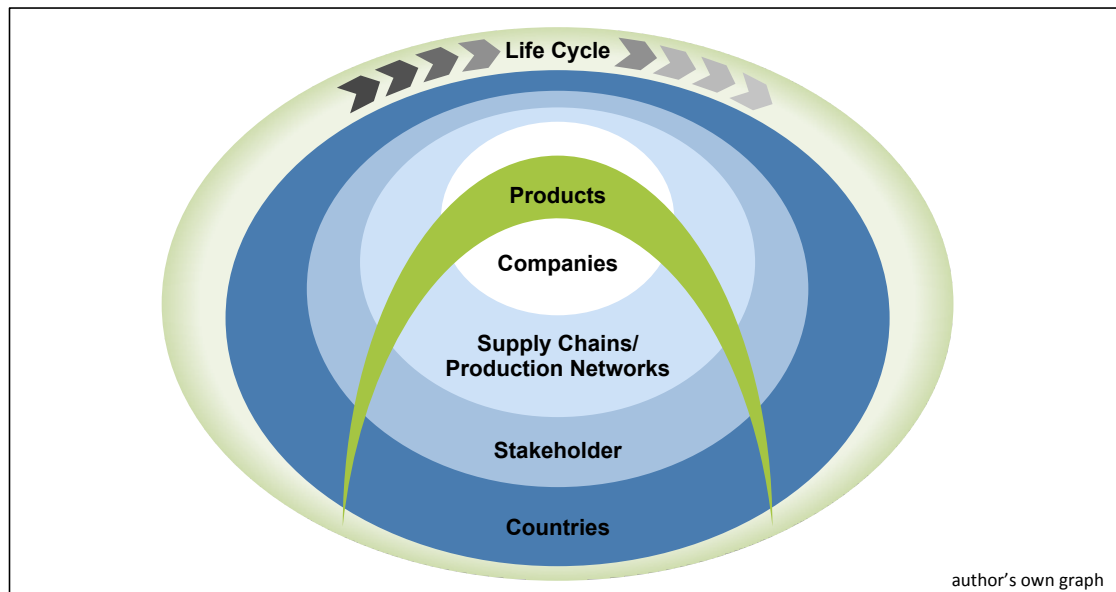 Life Cycle
Products
Companies
Supply Chains/
Production Networks
Stakeholder
Countries
author's own graph